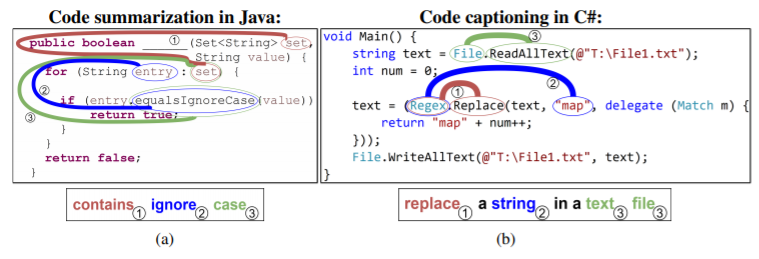 Code summarization in Java:
public boolean ______ ① (Set<String> set,
String value) {
for (String entry : set) {
②
if (entry.equalsIgnoreCase(value))
③ return true;
}
}
return false;
}
contains① ignore② case③
(a)
Code captioning in C#:
void Main() {
③
string text = File.ReadAllText(@"T:\File1.txt");
int num = 0;
① ②
text = (Regex.Replace(text, "map", delegate (Match m) {
return "map" + num++;
}));
File.WriteAllText(@"T:\File1.txt", text);
}
replace① a string② in a text③ file③
(b)